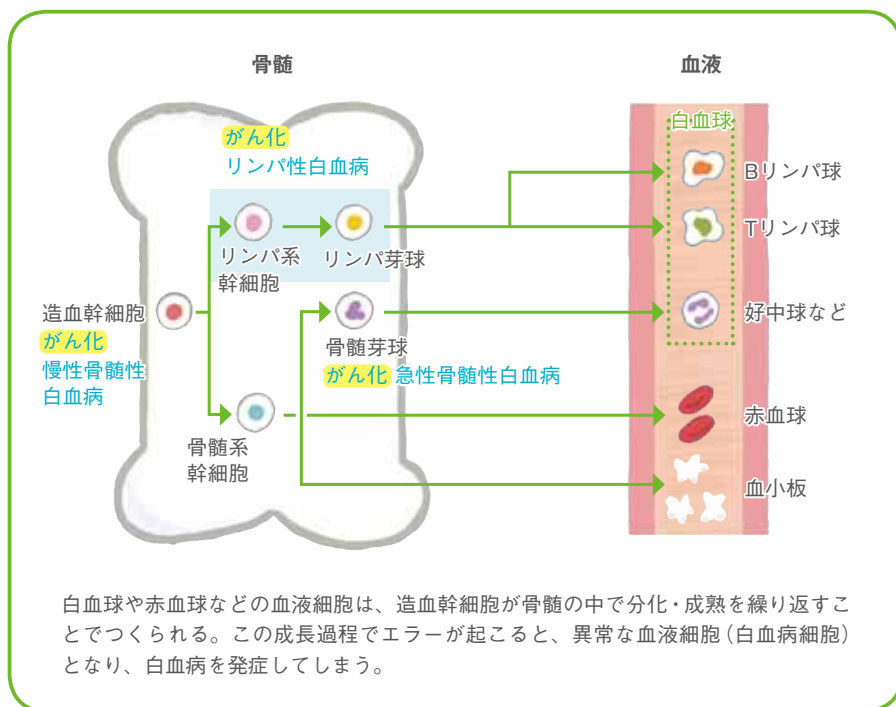 骨髄
血液
がん化
リンパ性白血病
白血球
Bリンパ球
Tリンパ球
リンパ系
幹細胞
リンパ芽球
造血幹細胞
がん化
慢性骨髄性
白血病
骨髄芽球
がん化 急性骨髄性白血病
好中球など
骨髄系
幹細胞
赤血球
血小板
白血球や赤血球などの血液細胞は、造血幹細胞が骨髄の中で分化・成熟を繰り返すこ
とでつくられる。この成長過程でエラーが起こると、異常な血液細胞（白血病細胞）
となり、白血病を発症してしまう。